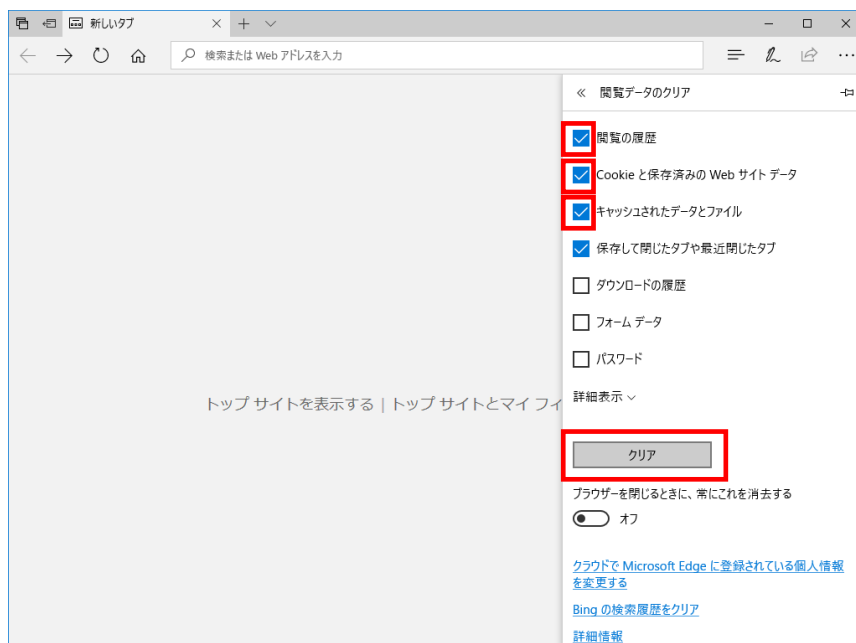 新しいタブ
検索または Web アドレスを入力
閲覧データのクリア
閲覧の履歴
Cookie と保存済みの Web サイト データ
キャッシュされたデータとファイル
保存して閉じたタブや最近閉じたタブ
ダウンロードの履歴
フォーム データ
パスワード
トップ サイトを表示する | トップ サイトとマイ フィ
詳細表示
クリア
ブラウザーを閉じるときに、常にこれを消去する
オフ
クラウドで Microsoft Edge に登録されている個人情報
を変更する
Bing の検索履歴をクリア
詳細情報